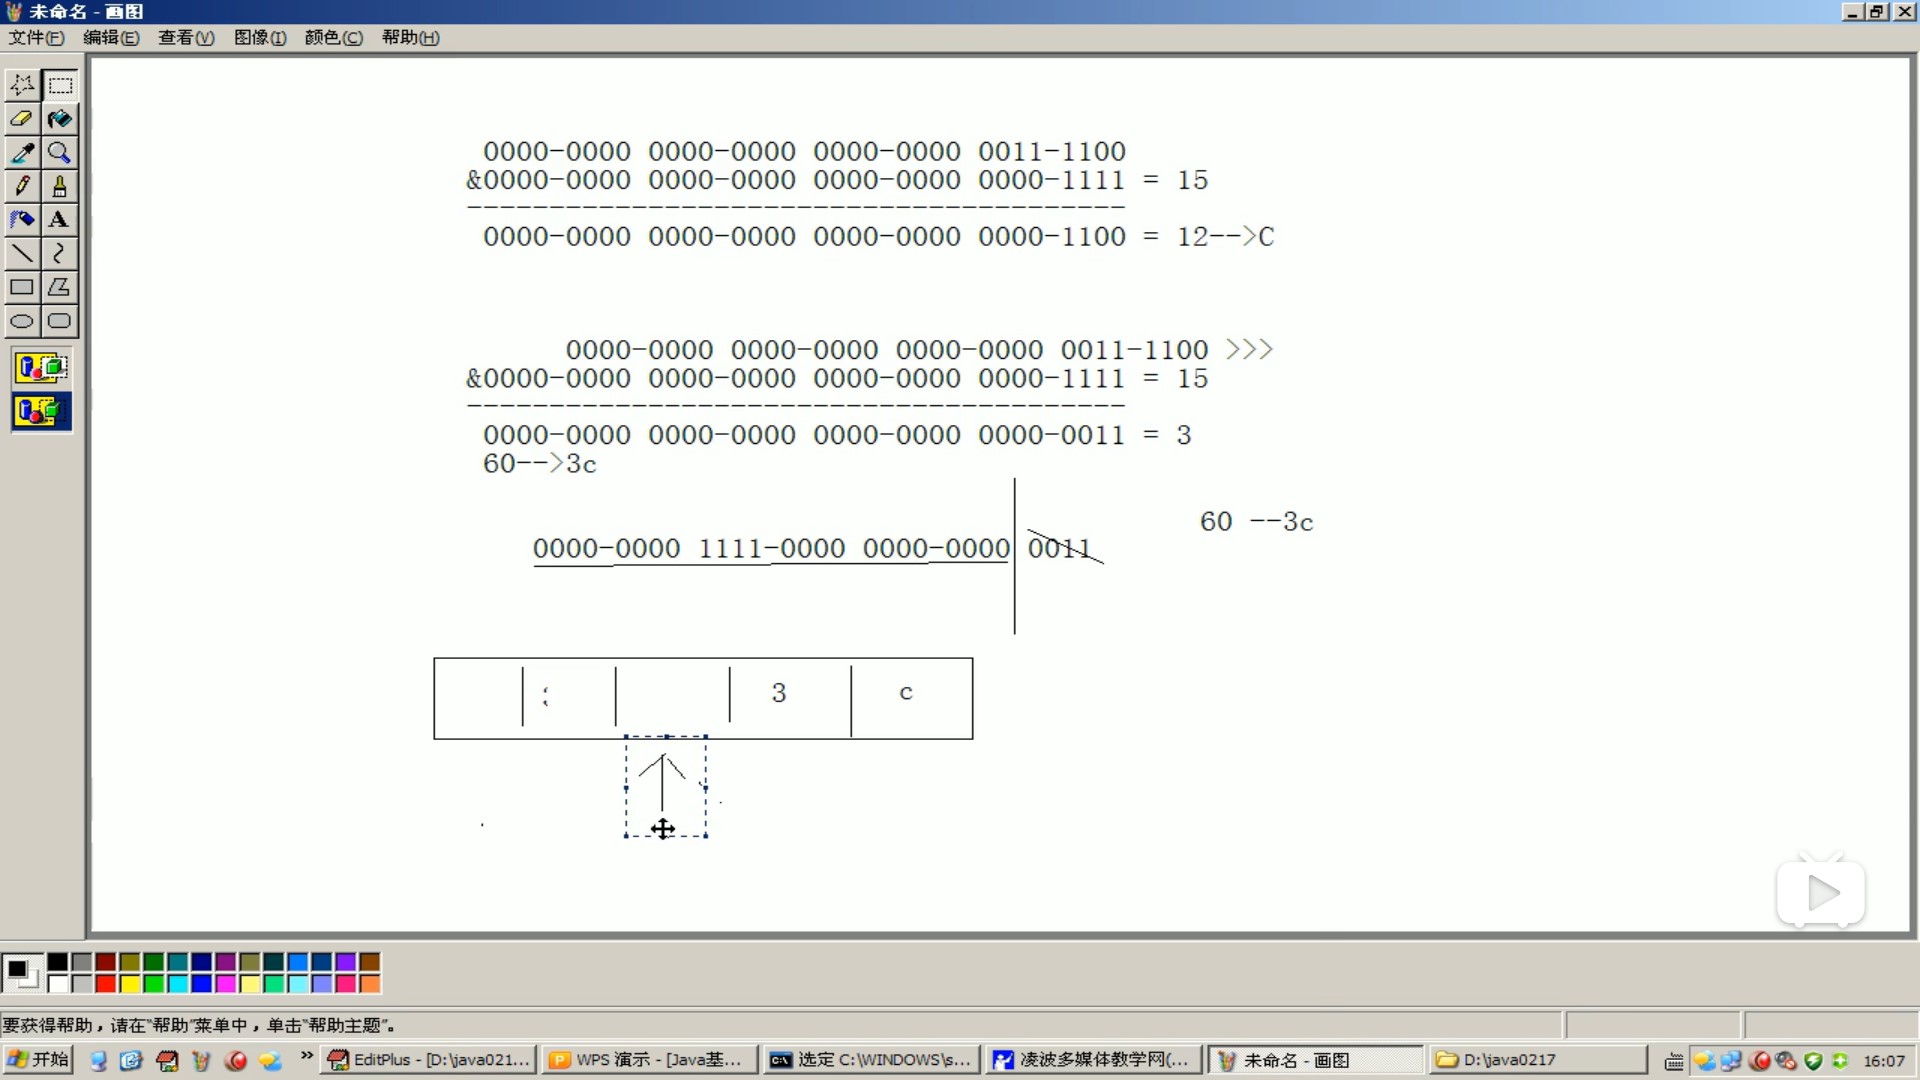 未命名 - 画图
文件(F) 编辑(E) 查看(V) 图像(I) 颜色(C) 帮助(H)
0000-0000 0000-0000 0000-0000 0011-1100
&0000-0000 0000-0000 0000-0000 0000-1111 = 15
----------------------------------------
0000-0000 0000-0000 0000-0000 0000-1100 = 12-->C
0000-0000 0000-0000 0000-0000 0011-1100 >>>
&0000-0000 0000-0000 0000-0000 0000-1111 = 15
----------------------------------------
0000-0000 0000-0000 0000-0000 0000-0011 = 3
60-->3c
60 --3c
0000-0000 1111-0000 0000-0000 0011
3 c
要获得帮助，请在“帮助”菜单中，单击“帮助主题”。
开始 » EditPlus - [D:\java021... WPS 演示 - [Java基... 选定 C:\WINDOWS\s... 凌波多媒体教学网(... 未命名 - 画图 D:\java0217 16:07